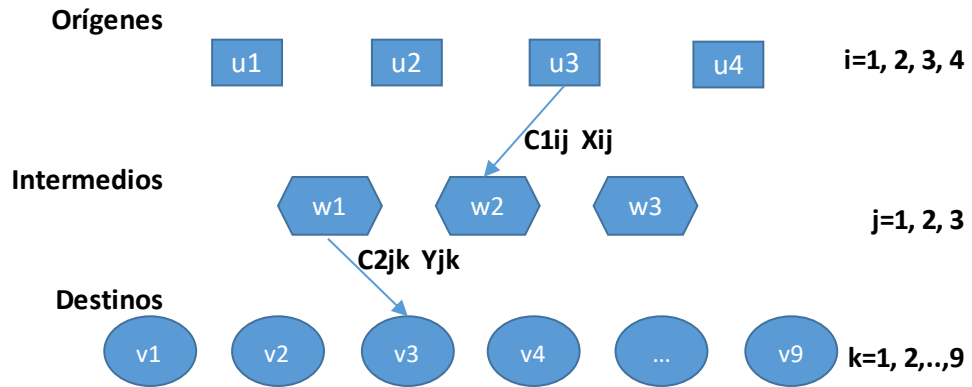 Orígenes
u1 u2 u3 u4 i=1, 2, 3, 4
C1ij Xij
Intermedios
w1 w2 w3
j=1, 2, 3
C2jk Yjk
Destinos
v1 v2 v3 v4 ... v9 k=1, 2,..,9